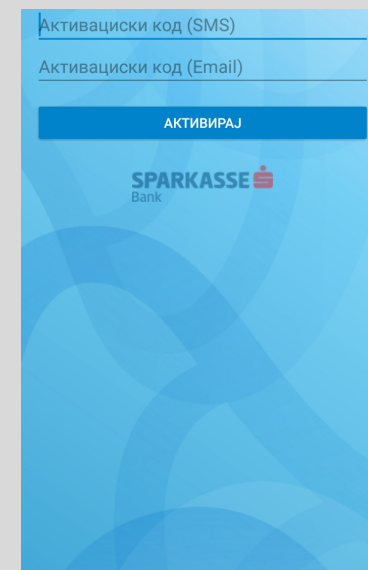 Активациски код (SMS)
Активациски код (Email)
АКТИВИРАЈ
SPARKASSE
Bank